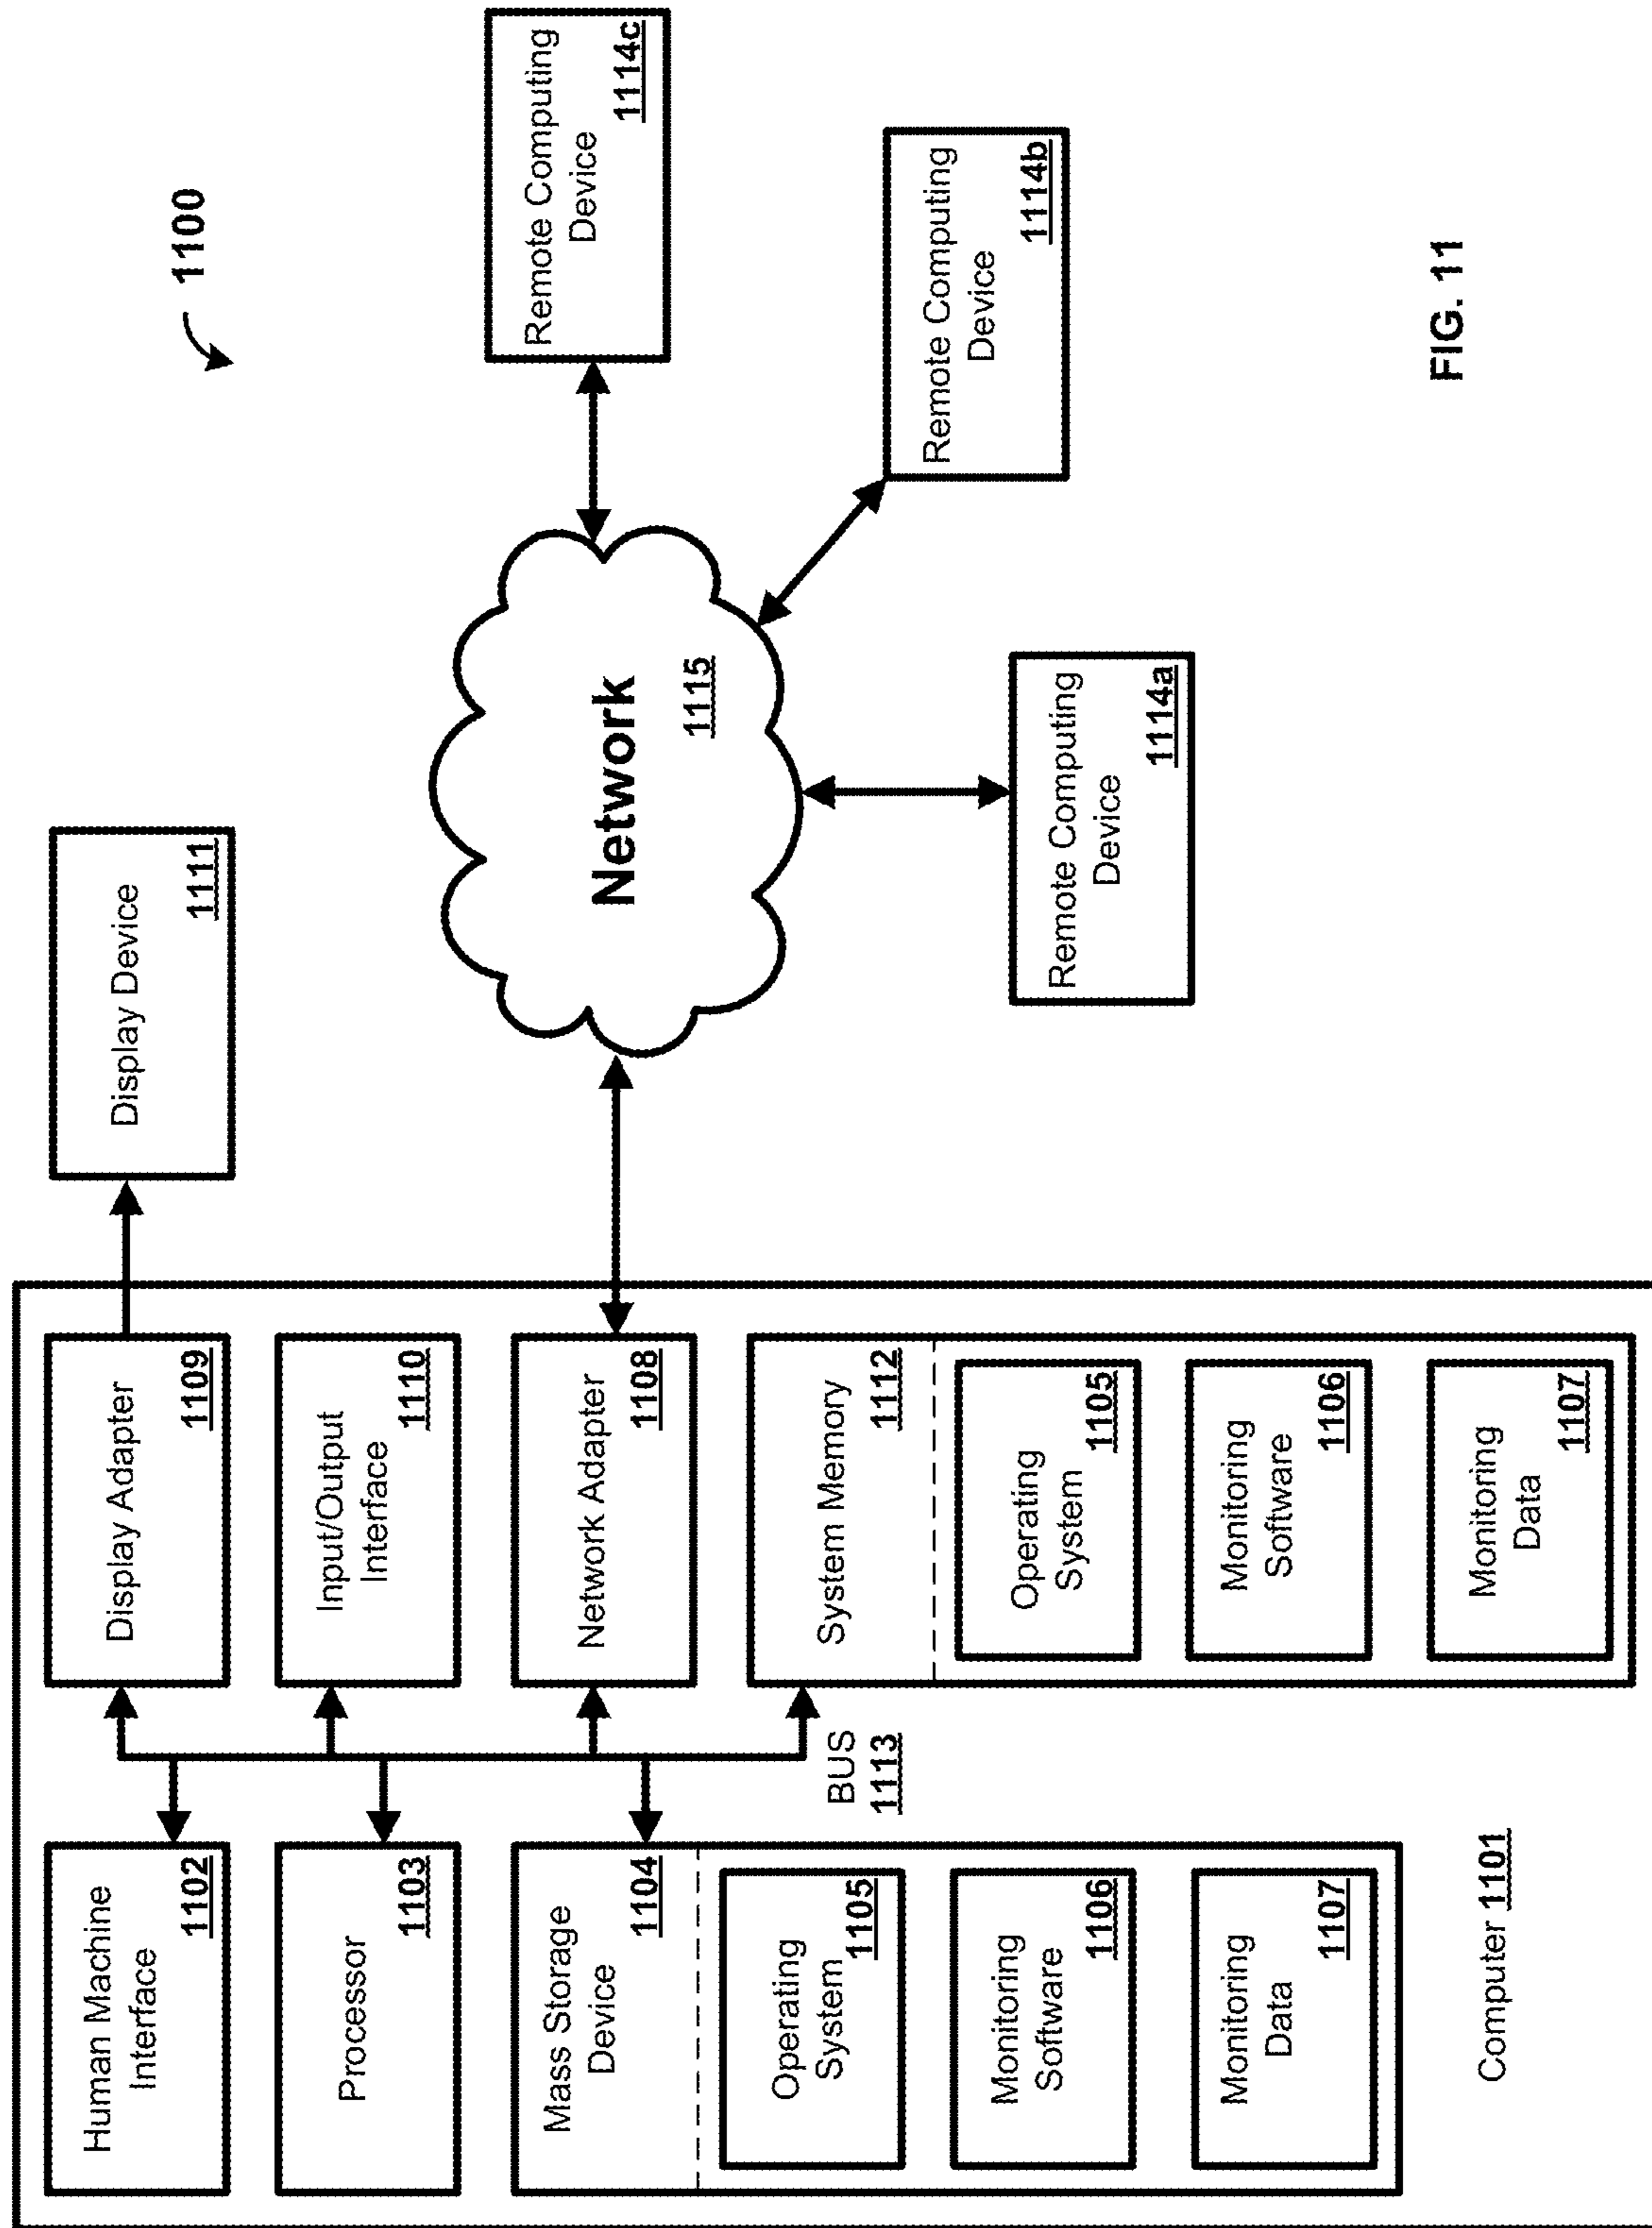 1100
Human Machine
Interface
1102
Processor
1103
Mass Storage
Device
1104
Operating
System
1105
Monitoring
Software
1106
Monitoring
Data
1107
Computer 1101
BUS
1113
Display Adapter
1109
Input/Output
Interface
1110
Network Adapter
1108
System Memory
1112
Operating
System
1105
Monitoring
Software
1106
Monitoring
Data
1107
Display Device
1111
Network
1115
Remote Computing
Device
1114a
Remote Computing
Device
1114b
Remote Computing
Device
1114c
FIG. 11